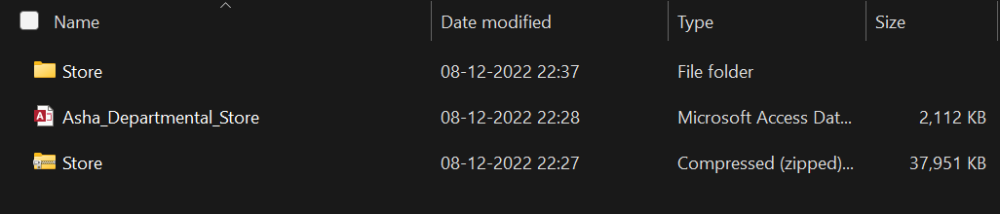 Name Date modified Type Size
Store 08-12-2022 22:37 File folder
Asha_Departmental_Store 08-12-2022 22:28 Microsoft Access Dat... 2,112 KB
Store 08-12-2022 22:27 Compressed (zipped)... 37,951 KB